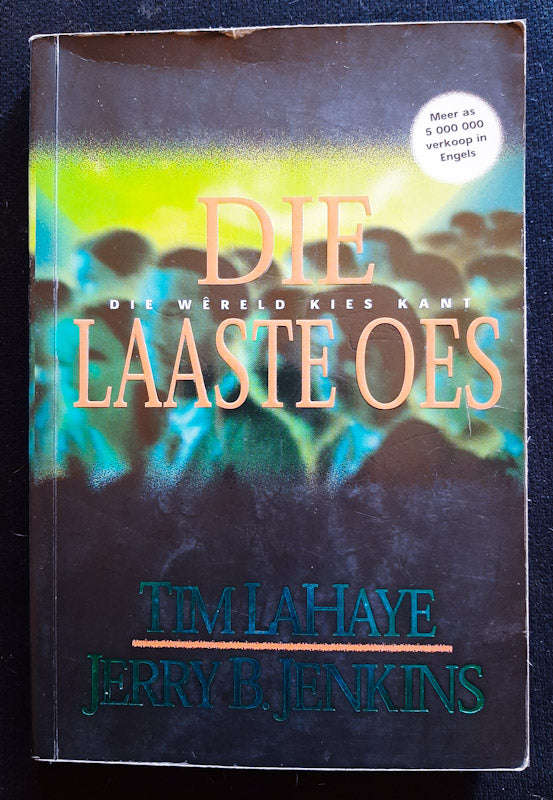 Meer as
5 000 000
verkoop in
Engels
DIE
DIE WÊRELD KIES KANT
LAASTE OES
TIM LAHAYE
JERRY B. JENKINS